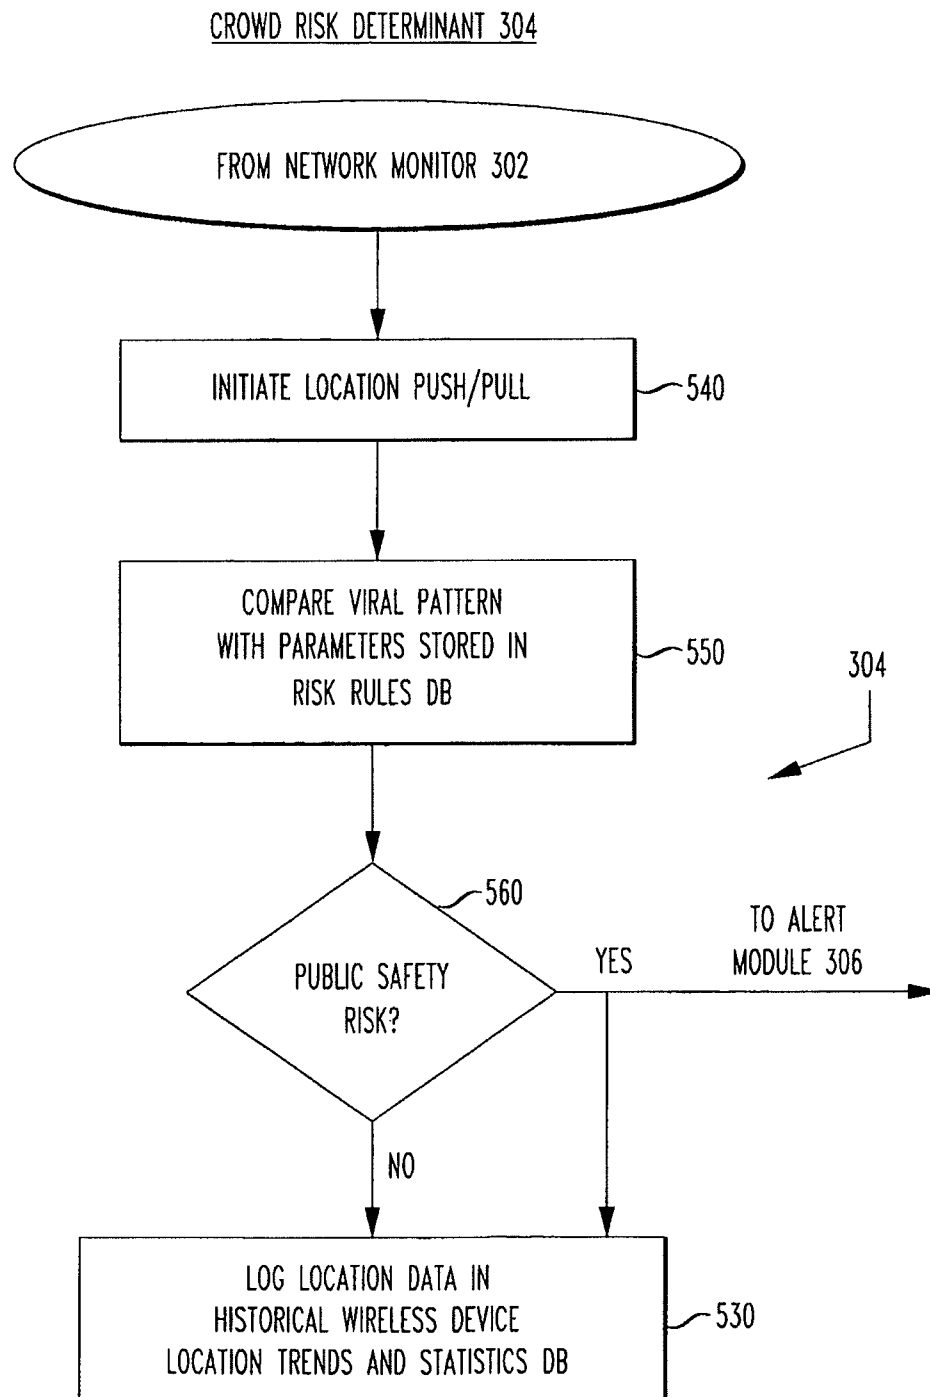 CROWD RISK DETERMINANT 304
FROM NETWORK MONITOR 302
INITIATE LOCATION PUSH/PULL
540
COMPARE VIRAL PATTERN
WITH PARAMETERS STORED IN
RISK RULES DB
550
304
560
PUBLIC SAFETY
RISK?
YES
TO ALERT
MODULE 306
NO
LOG LOCATION DATA IN
HISTORICAL WIRELESS DEVICE
LOCATION TRENDS AND STATISTICS DB
530